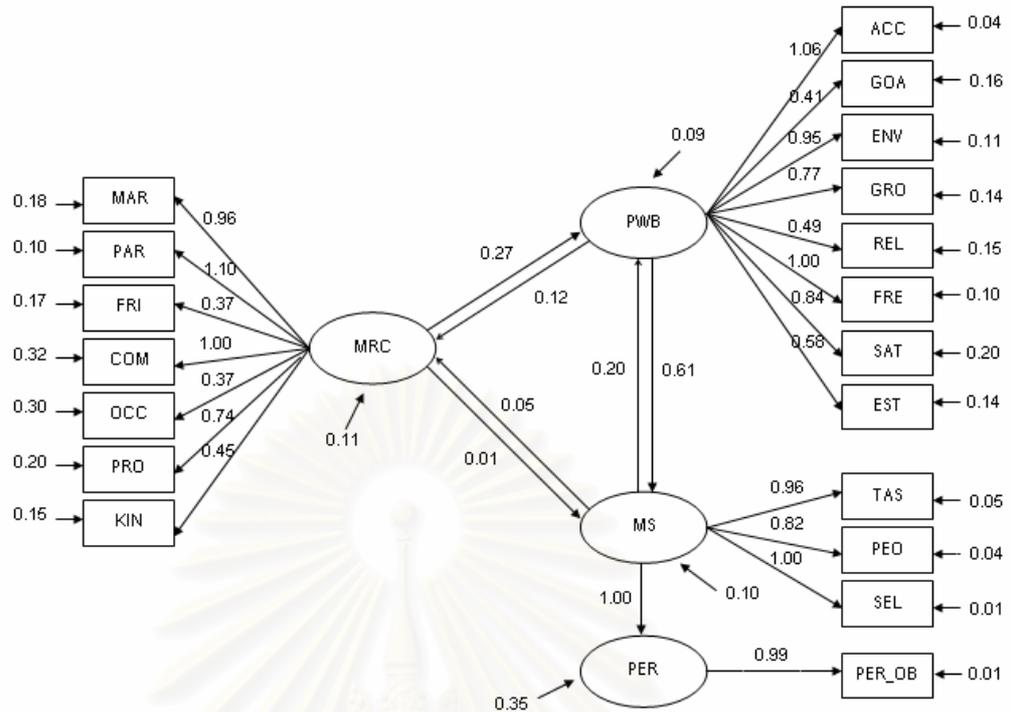 ACC
0.04
1.06
GOA
0.16
0.41
ENV
0.11
0.95
0.09
GRO
0.14
0.77
REL
0.15
0.49
FRE
0.10
1.00
SAT
0.20
0.84
EST
0.14
0.58
PWB
0.18
MAR
0.96
0.10
PAR
1.10
0.17
FRI
0.37
0.32
COM
1.00
0.30
OCC
0.37
0.20
PRO
0.74
0.15
KIN
0.45
MRC
0.11
0.27
0.12
0.05
0.01
0.20
0.61
MS
0.10
0.96
TAS
0.05
0.82
PEO
0.04
1.00
SEL
0.01
1.00
PER
0.35
0.99
PER_OB
0.01